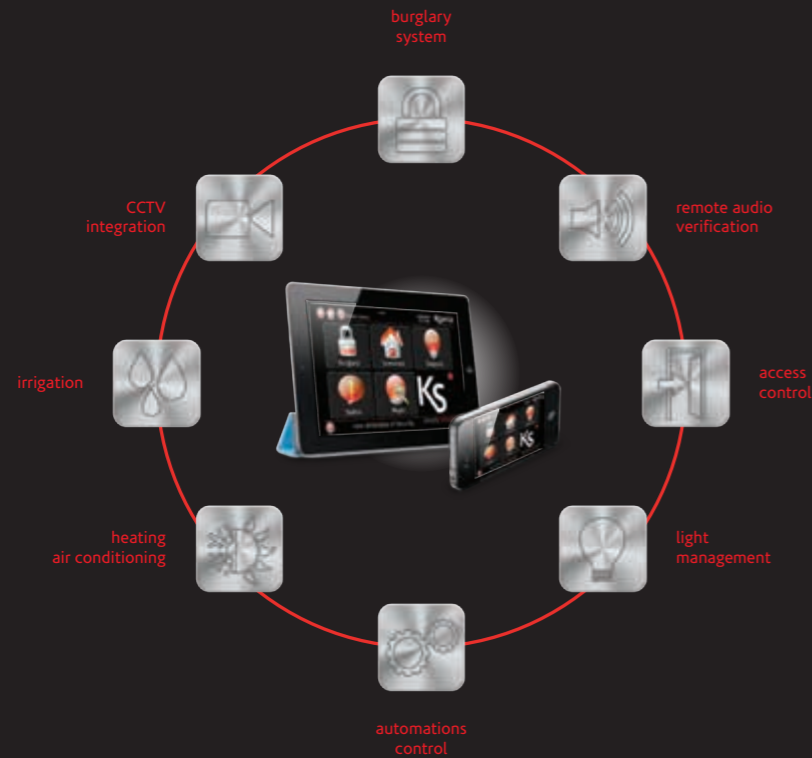 burglary
system
CCTV
integration
remote audio
verification
irrigation
access
control
KS
heating
air conditioning
light
management
automations
control